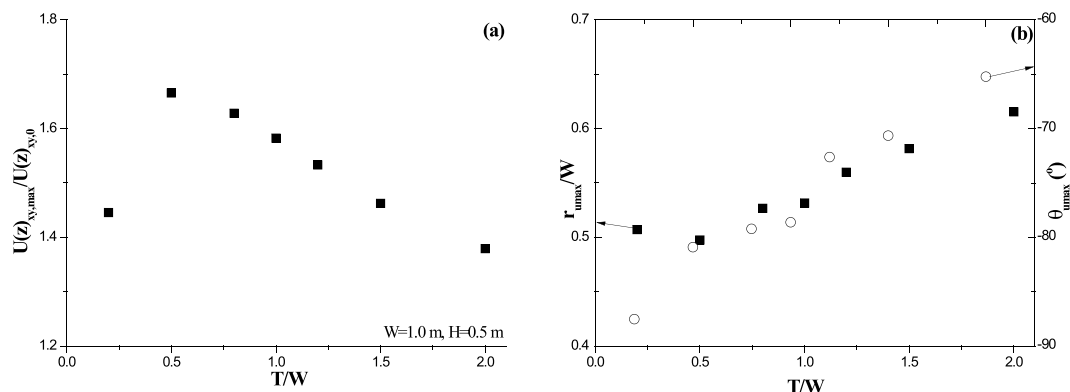 1.8
(a)
1.6
1.4
1.2
U(z)xy,max/U(z)xy,0
W=1.0 m, H=0.5 m
0.0 0.5 1.0 1.5 2.0
T/W
0.7
-60
(b)
0.6
-70
0.5
-80
0.4
-90
rumax/W
θumax (°)
0.0 0.5 1.0 1.5 2.0
T/W